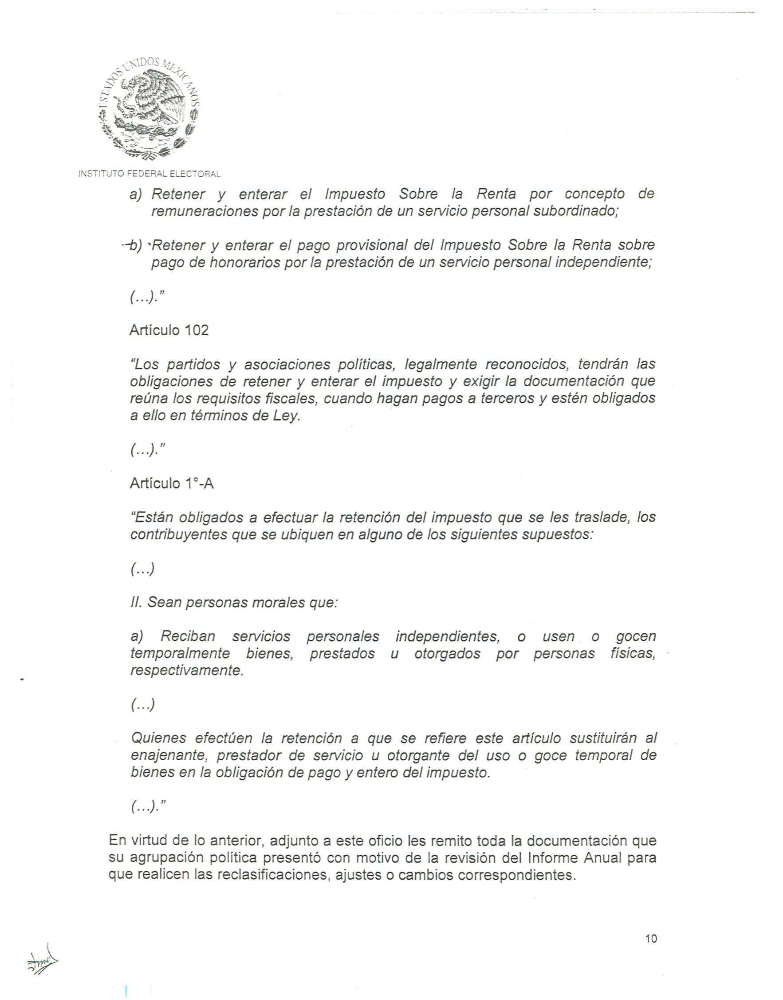 ESTADOS UNIDOS MEXICANOS
INSTITUTO FEDERAL ELECTORAL
a) Retener y enterar el Impuesto Sobre la Renta por concepto de
remuneraciones por la prestación de un servicio personal subordinado;
b) Retener y enterar el pago provisional del Impuesto Sobre la Renta sobre
pago de honorarios por la prestación de un servicio personal independiente;
(...).”
Artículo 102
“Los partidos y asociaciones políticas, legalmente reconocidos, tendrán las
obligaciones de retener y enterar el impuesto y exigir la documentación que
reúna los requisitos fiscales, cuando hagan pagos a terceros y estén obligados
a ello en términos de Ley.
(...).”
Artículo 1°-A
“Están obligados a efectuar la retención del impuesto que se les traslade, los
contribuyentes que se ubiquen en alguno de los siguientes supuestos:
(...)
II. Sean personas morales que:
a) Reciban servicios personales independientes, o usen o gocen
temporalmente bienes, prestados u otorgados por personas físicas,
respectivamente.
(...)
Quienes efectúen la retención a que se refiere este artículo sustituirán al
enajenante, prestador de servicio u otorgante del uso o goce temporal de
bienes en la obligación de pago y entero del impuesto.
(...).”
En virtud de lo anterior, adjunto a este oficio les remito toda la documentación que
su agrupación política presentó con motivo de la revisión del Informe Anual para
que realicen las reclasificaciones, ajustes o cambios correspondientes.
10